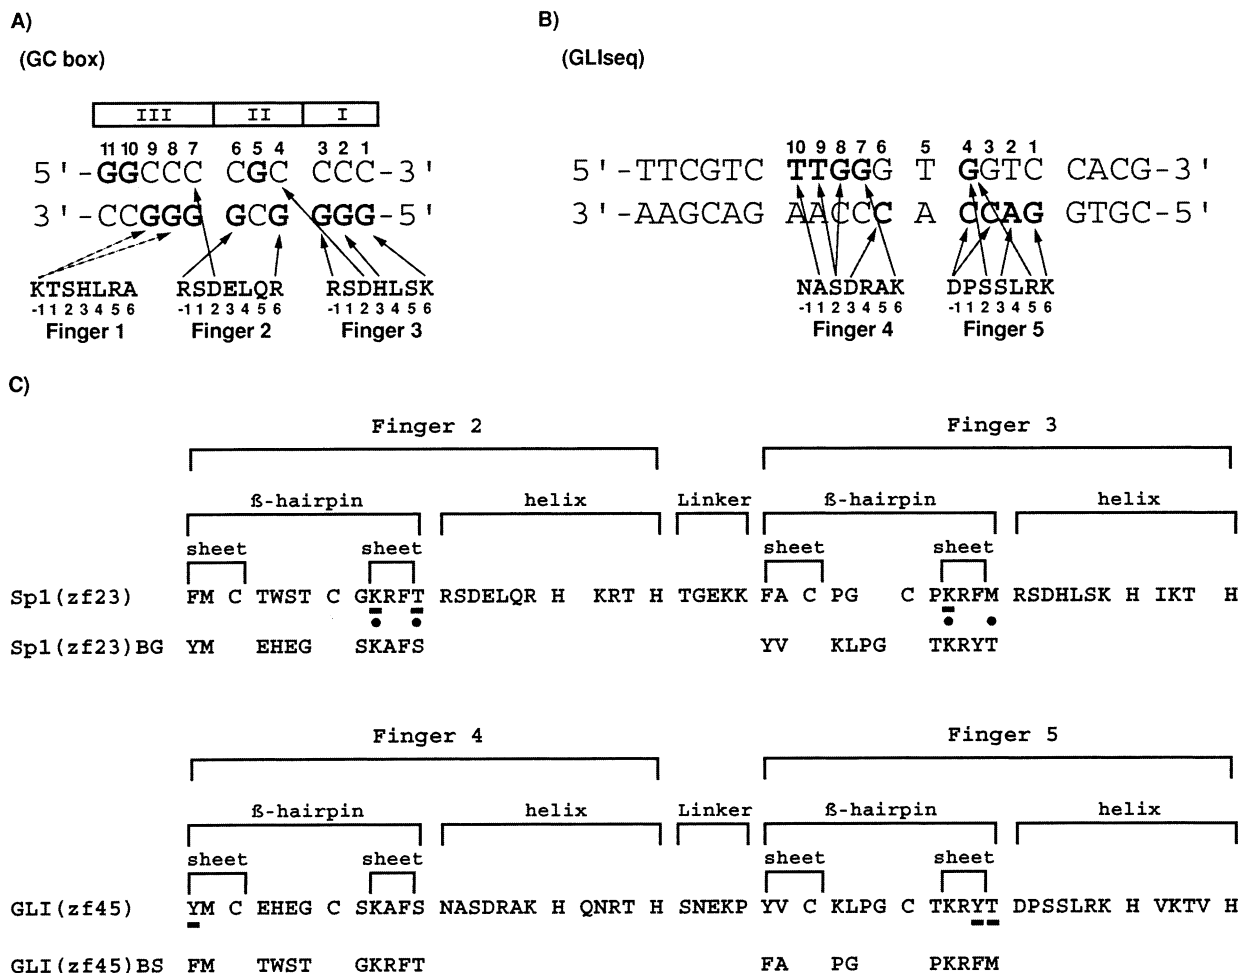 A)
(GC box)
III II I
11 10 9 8 7 6 5 4 3 2 1
5'-GGCCC CGC CCC-3'
3'-CCGGG GCG GGG-5'
KTSHLRA RSDELQR RSDHLSK
-1 1 2 3 4 5 6 -1 1 2 3 4 5 6 -1 1 2 3 4 5 6
Finger 1 Finger 2 Finger 3
B)
(GLIseq)
10 9 8 7 6 5 4 3 2 1
5'-TTCGTC TTGGG T GGTC CACG-3'
3'-AAGCAG AACCC A CCAG GTGC-5'
NASDRAK DPSSLRK
-1 1 2 3 4 5 6 -1 1 2 3 4 5 6
Finger 4 Finger 5
C)
Finger 2 Finger 3
ß-hairpin helix Linker ß-hairpin helix
sheet sheet sheet sheet
Sp1(zf23) FM C TWST C GKRFT RSDELQR H KRT H TGEKK FA C PG C PKRFM RSDHLSK H IKT H
Sp1(zf23)BG YM EHEG SKAFS YV KLPG TKRYT
Finger 4 Finger 5
ß-hairpin helix Linker ß-hairpin helix
sheet sheet sheet sheet
GLI(zf45) YM C EHEG C SKAFS NASDRAK H QNRT H SNEKP YV C KLPG C TKRYT DPSSLRK H VKTV H
GLI(zf45)BS FM TWST GKRFT FA PG PKRFM